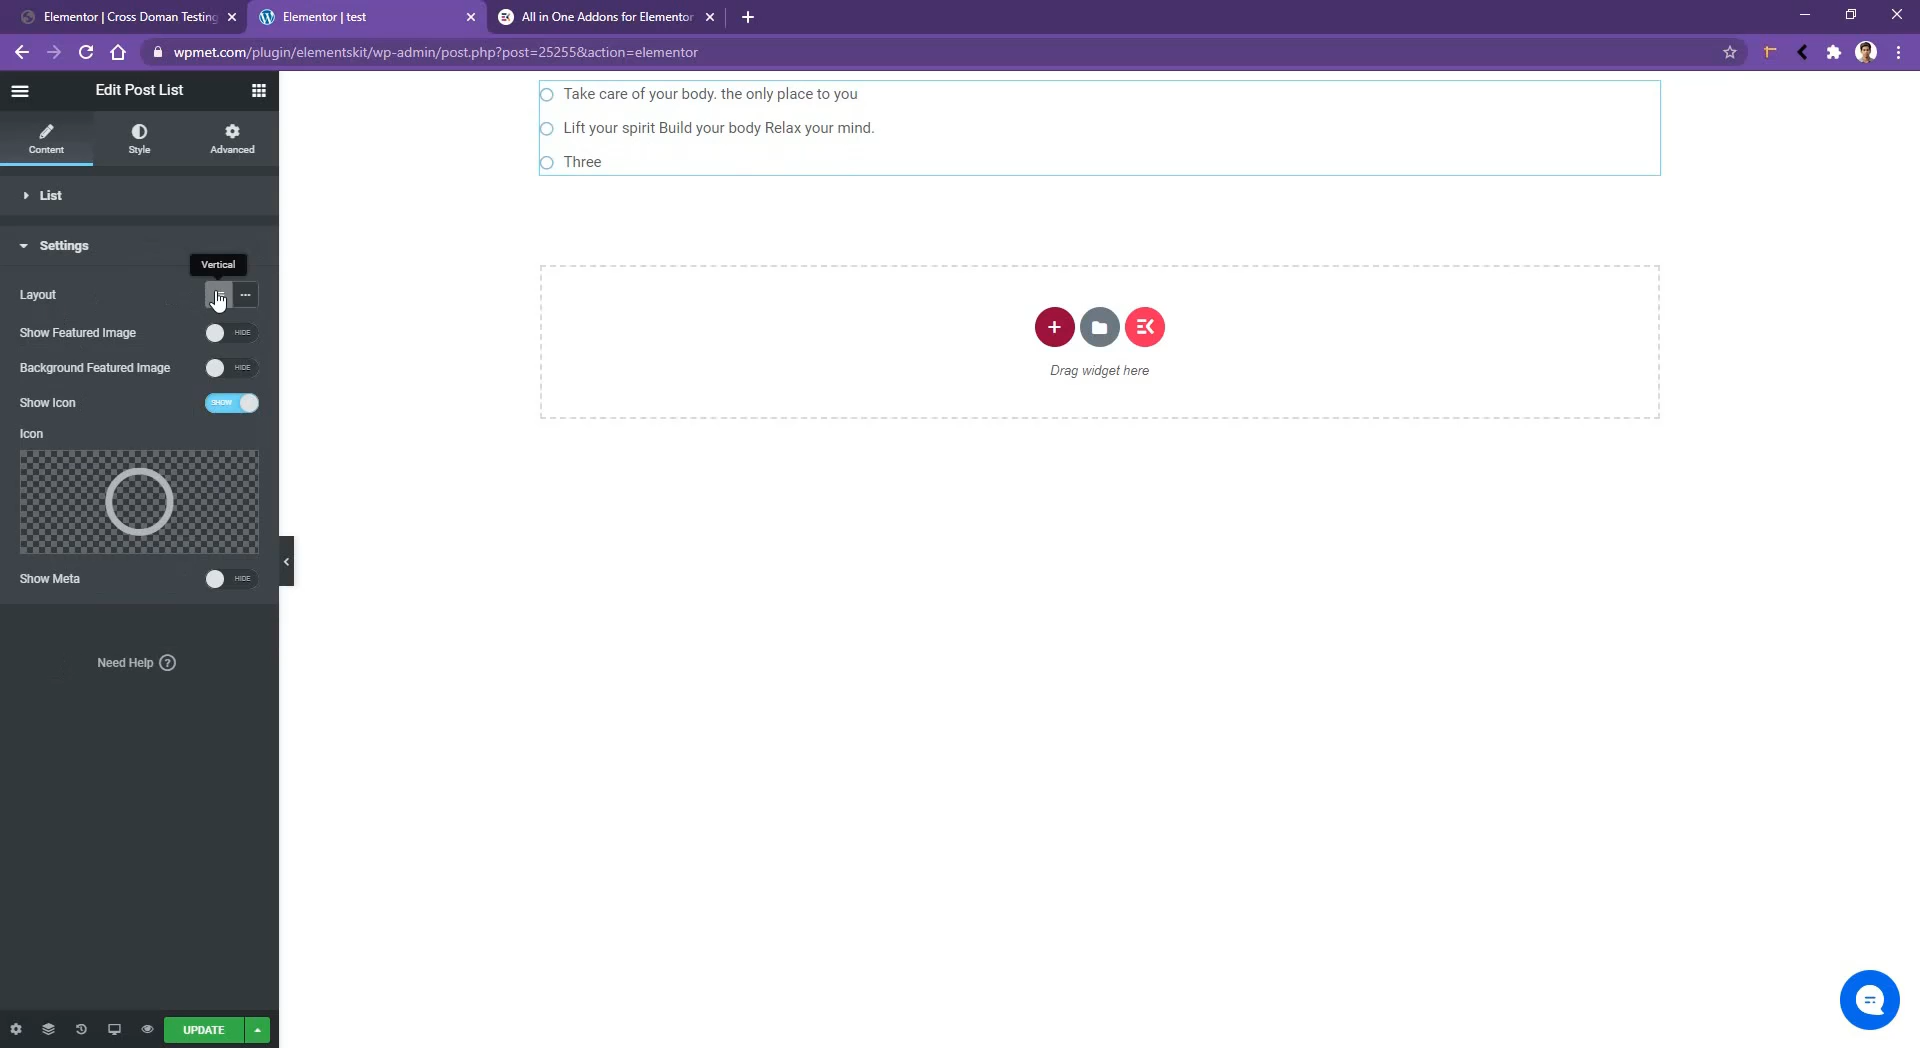 Elementor | Cross Doman Testing
Elementor | test
All in One Addons for Elementor
wpmet.com/plugin/elementskit/wp-admin/post.php?post=25255&action=elementor
Edit Post List
Content
Style
Advanced
List
Settings
Vertical
Layout
Show Featured Image
HIDE
Background Featured Image
HIDE
Show Icon
SHOW
Icon
Show Meta
HIDE
Need Help
UPDATE
Take care of your body. the only place to you
Lift your spirit Build your body Relax your mind.
Three
Drag widget here